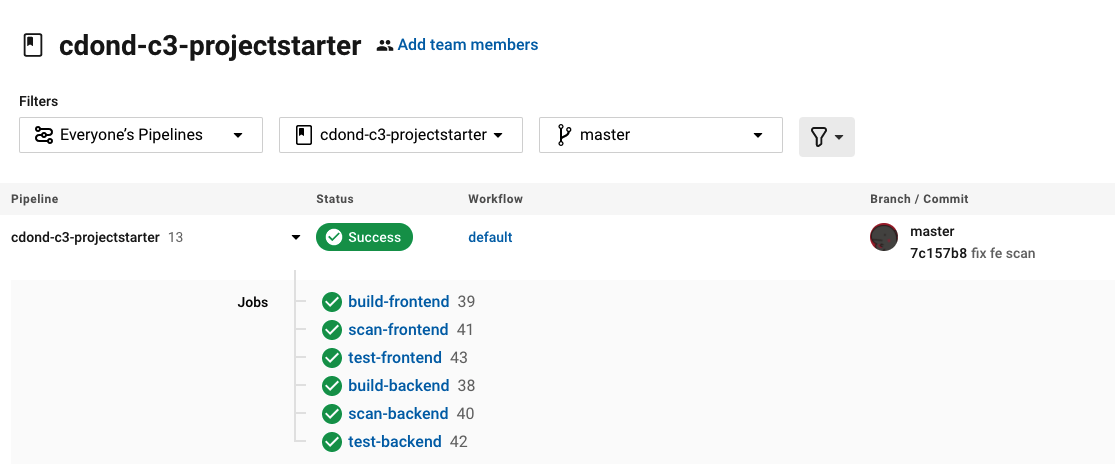 cdond-c3-projectstarter Add team members
Filters
Everyone's Pipelines cdond-c3-projectstarter master
Pipeline Status Workflow Branch / Commit
cdond-c3-projectstarter 13 Success default master
7c157b8 fix fe scan
Jobs build-frontend 39
scan-frontend 41
test-frontend 43
build-backend 38
scan-backend 40
test-backend 42